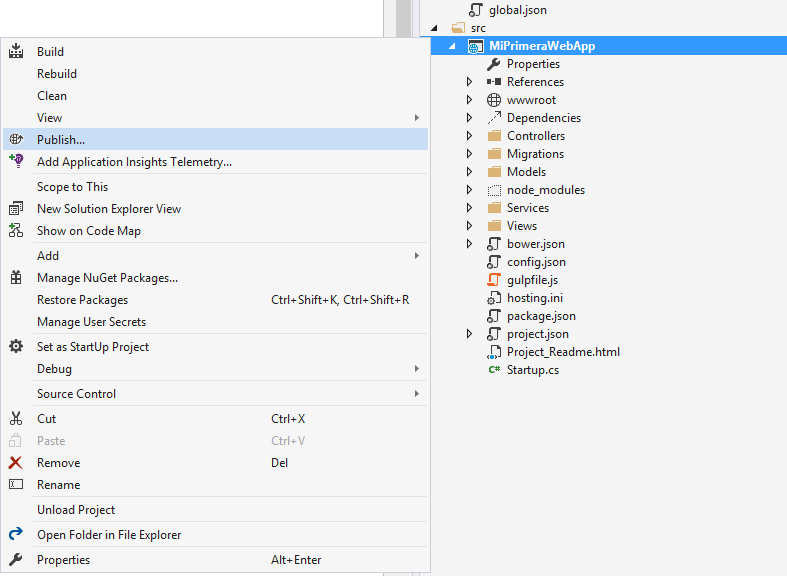 Build
Rebuild
Clean
View
Publish...
Add Application Insights Telemetry...
Scope to This
New Solution Explorer View
Show on Code Map
Add
Manage NuGet Packages...
Restore Packages Ctrl+Shift+K, Ctrl+Shift+R
Manage User Secrets
Set as StartUp Project
Debug
Source Control
Cut Ctrl+X
Paste Ctrl+V
Remove Del
Rename
Unload Project
Open Folder in File Explorer
Properties Alt+Enter
global.json
src
MiPrimeraWebApp
Properties
References
wwwroot
Dependencies
Controllers
Migrations
Models
node_modules
Services
Views
bower.json
config.json
gulpfile.js
hosting.ini
package.json
project.json
Project_Readme.html
C# Startup.cs